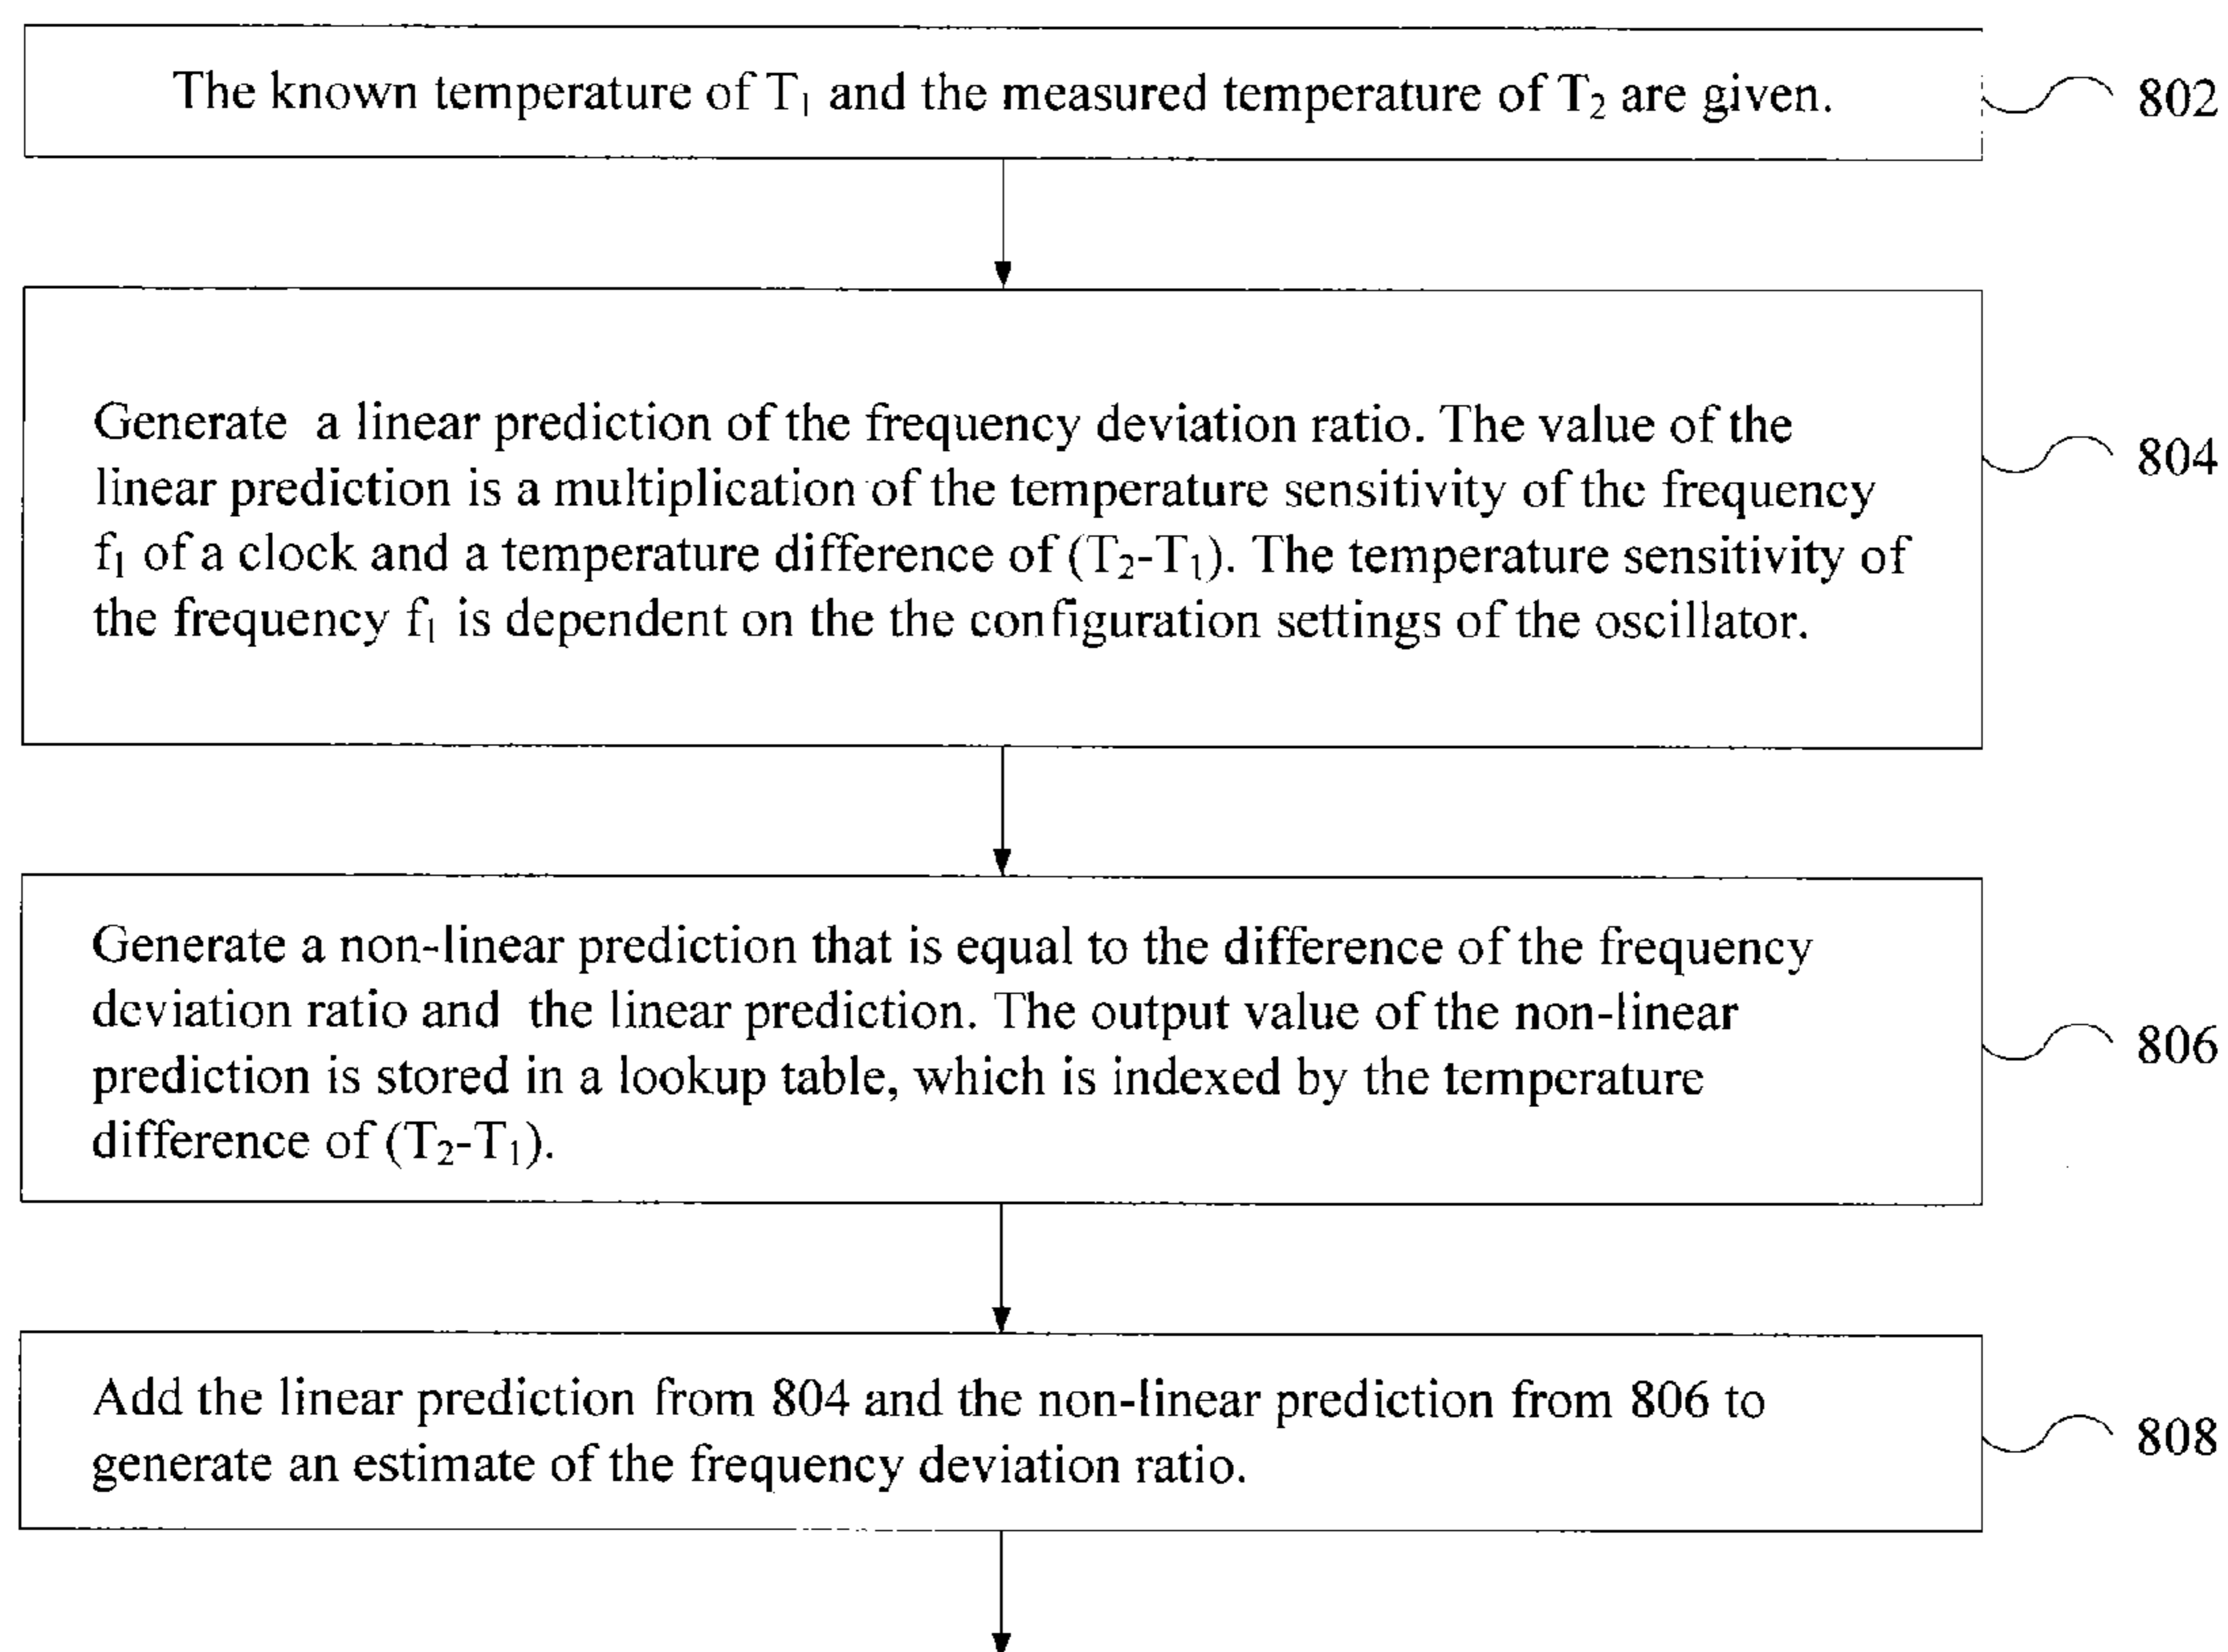 The known temperature of T₁ and the measured temperature of T₂ are given.
802
Generate a linear prediction of the frequency deviation ratio. The value of the
linear prediction is a multiplication of the temperature sensitivity of the frequency
f₁ of a clock and a temperature difference of (T₂-T₁). The temperature sensitivity of
the frequency f₁ is dependent on the the configuration settings of the oscillator.
804
Generate a non-linear prediction that is equal to the difference of the frequency
deviation ratio and the linear prediction. The output value of the non-linear
prediction is stored in a lookup table, which is indexed by the temperature
difference of (T₂-T₁).
806
Add the linear prediction from 804 and the non-linear prediction from 806 to
generate an estimate of the frequency deviation ratio.
808